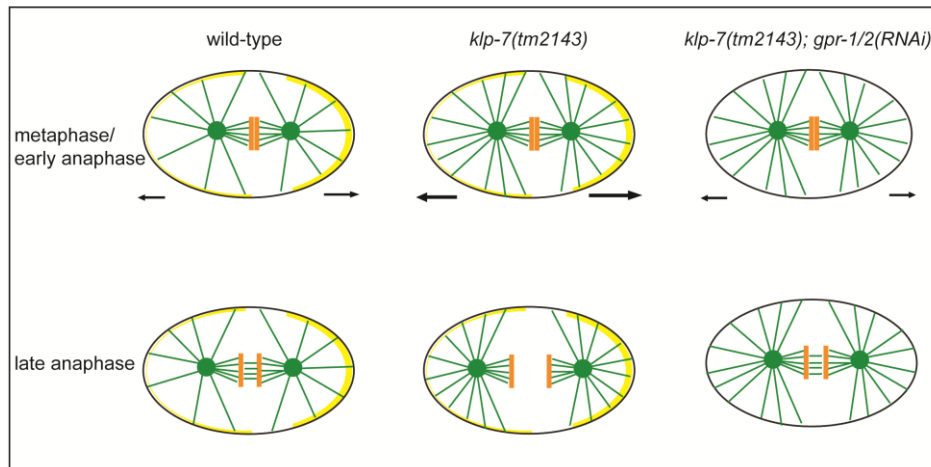 wild-type
klp-7(tm2143)
klp-7(tm2143); gpr-1/2(RNAi)
metaphase/
early anaphase
late anaphase